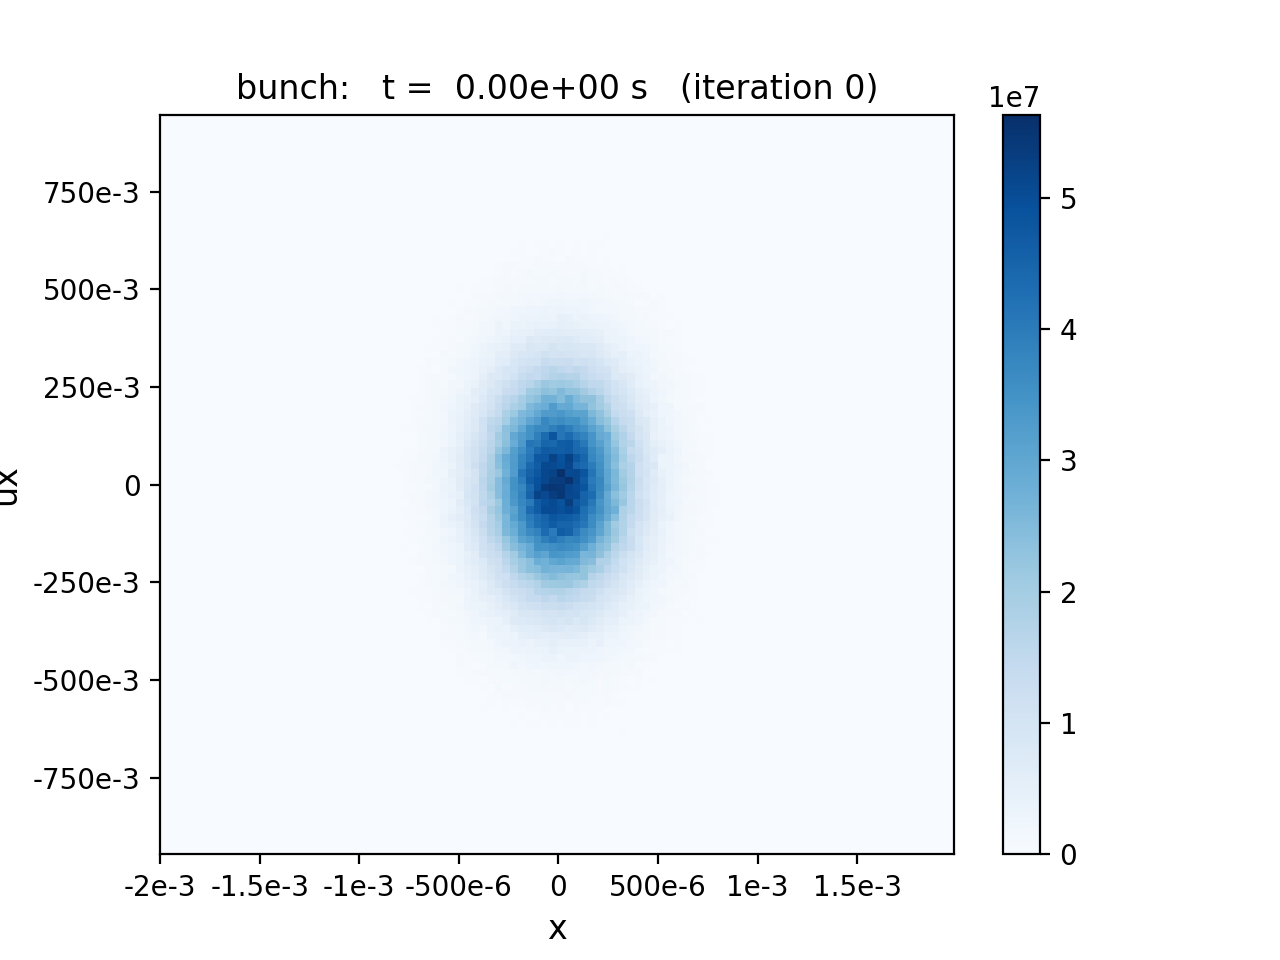 bunch:   t =  0.00e+00 s   (iteration 0)
1e7
750e-3
500e-3
250e-3
0
-250e-3
-500e-3
-750e-3
ux
5
4
3
2
1
0
-2e-3 -1.5e-3 -1e-3 -500e-6 0 500e-6 1e-3 1.5e-3
x